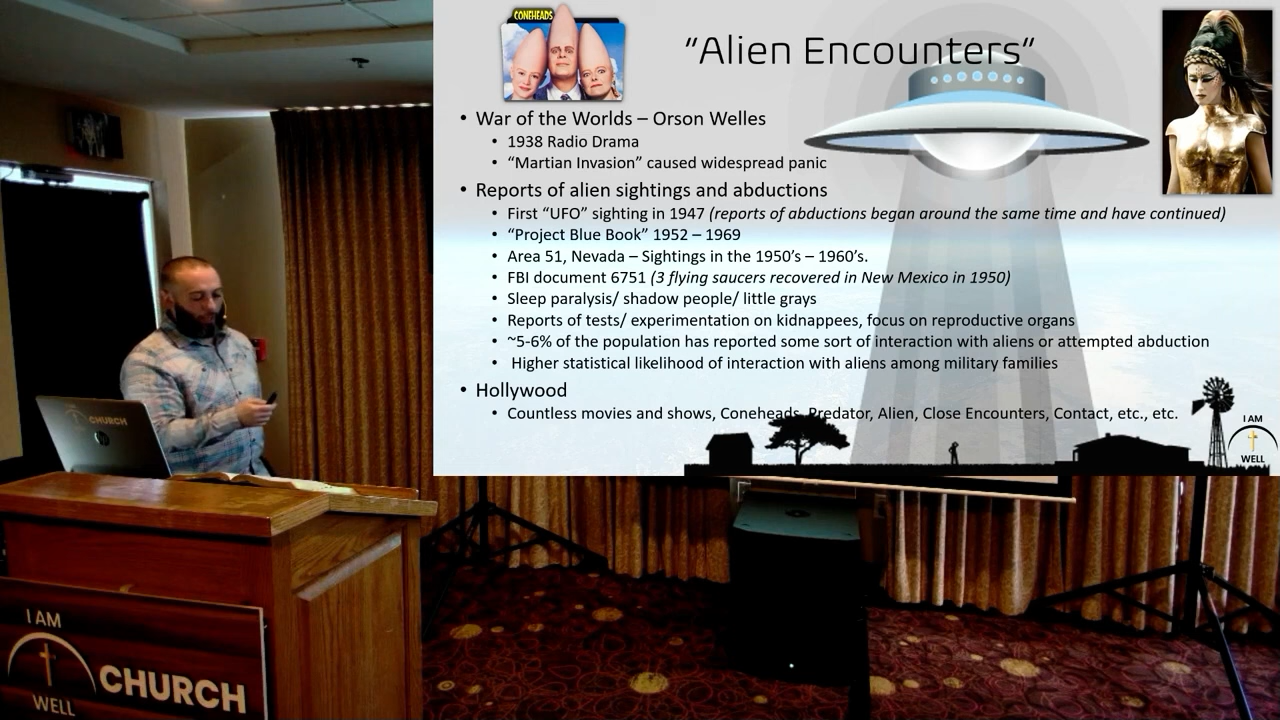 CONEHEADS
“Alien Encounters“
• War of the Worlds – Orson Welles
• 1938 Radio Drama
• “Martian Invasion” caused widespread panic
• Reports of alien sightings and abductions
• First “UFO” sighting in 1947 (reports of abductions began around the same time and have continued)
• “Project Blue Book” 1952 – 1969
• Area 51, Nevada – Sightings in the 1950’s – 1960’s.
• FBI document 6751 (3 flying saucers recovered in New Mexico in 1950)
• Sleep paralysis/ shadow people/ little grays
• Reports of tests/ experimentation on kidnappees, focus on reproductive organs
• ~5-6% of the population has reported some sort of interaction with aliens or attempted abduction
• Higher statistical likelihood of interaction with aliens among military families
• Hollywood
• Countless movies and shows, Coneheads, Predator, Alien, Close Encounters, Contact, etc., etc.
I AM
WELL
CHURCH
hp
I AM
CHURCH
WELL